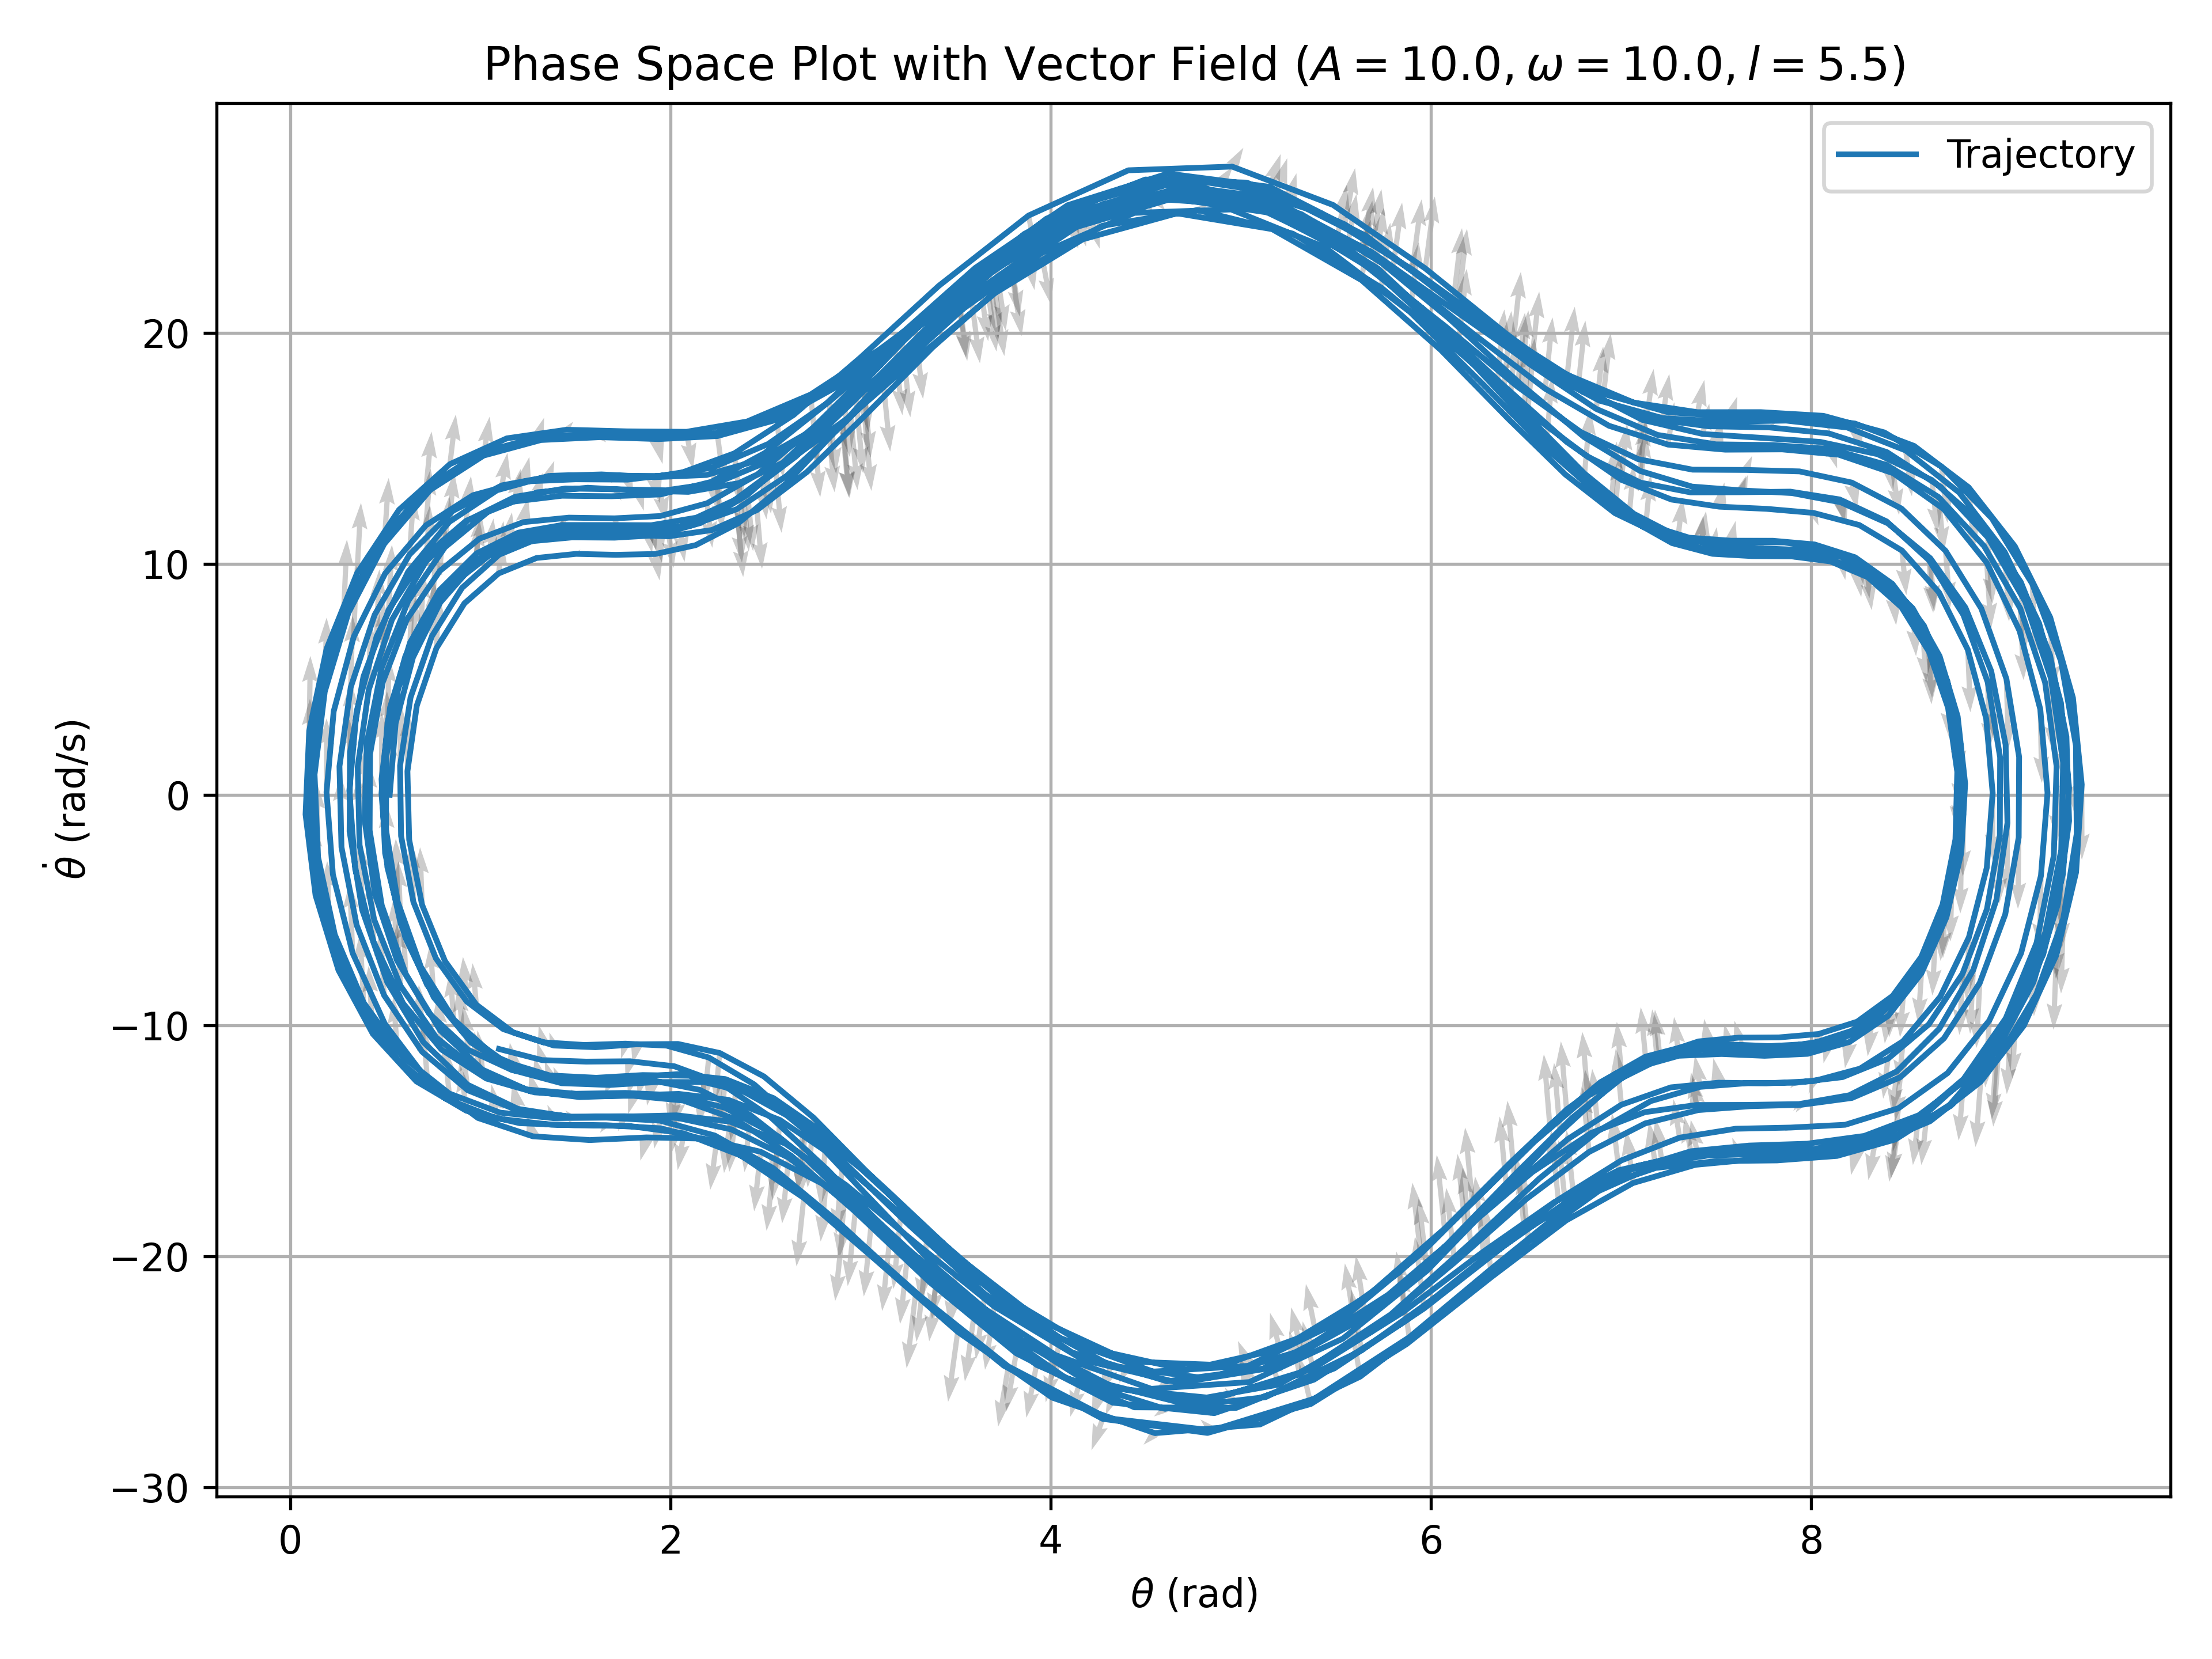 Phase Space Plot with Vector Field (A = 10.0, ω = 10.0, l = 5.5)
Trajectory
20
10
0
−10
−20
−30
θ̇ (rad/s)
0 2 4 6 8
θ (rad)